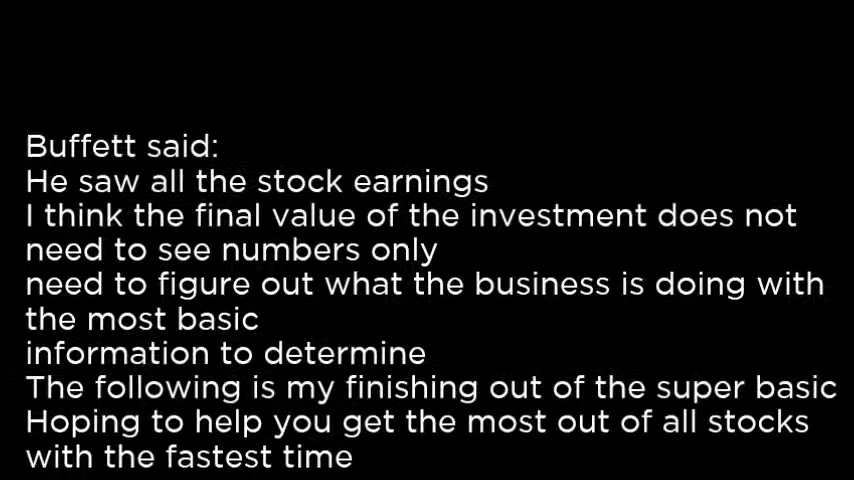 Buffett said:
He saw all the stock earnings
I think the final value of the investment does not
need to see numbers only
need to figure out what the business is doing with
the most basic
information to determine
The following is my finishing out of the super basic
Hoping to help you get the most out of all stocks
with the fastest time